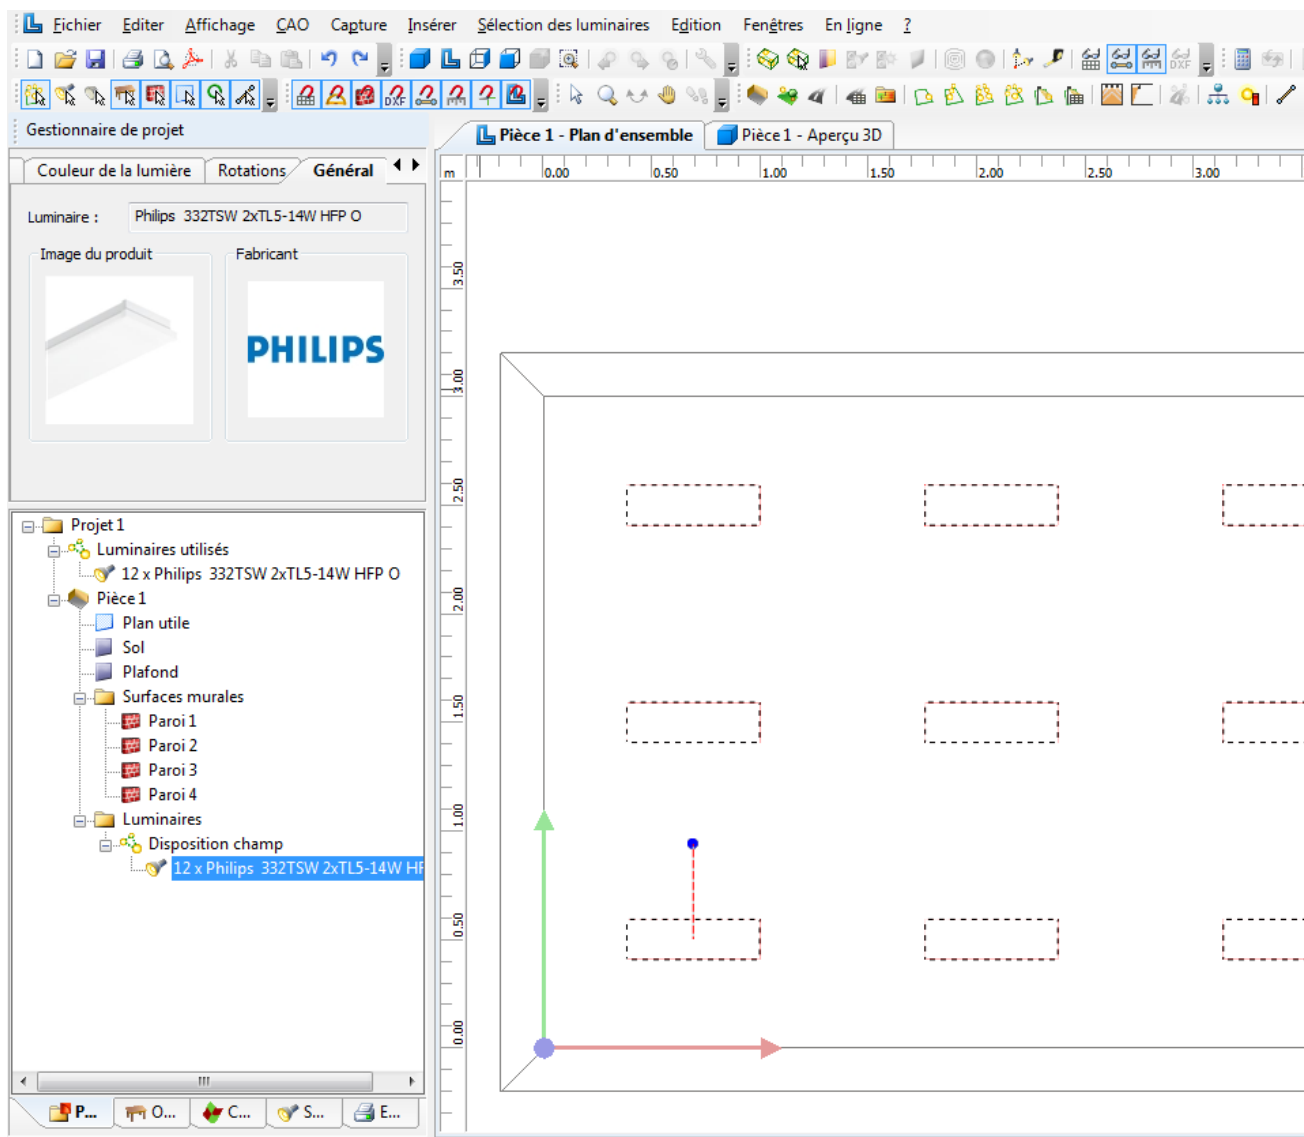 Fichier Editer Affichage CAO Capture Insérer Sélection des luminaires Edition Fenêtres En ligne ?
DXF
DXF
Gestionnaire de projet
Pièce 1 - Plan d'ensemble
Pièce 1 - Aperçu 3D
Couleur de la lumière
Rotations
Général
m 0.00 0.50 1.00 1.50 2.00 2.50 3.00
Luminaire :
Philips 332TSW 2xTL5-14W HFP O
Image du produit
Fabricant
PHILIPS
3.50
3.00
2.50
2.00
1.50
1.00
0.50
0.00
Projet 1
Luminaires utilisés
12 x Philips 332TSW 2xTL5-14W HFP O
Pièce 1
Plan utile
Sol
Plafond
Surfaces murales
Paroi 1
Paroi 2
Paroi 3
Paroi 4
Luminaires
Disposition champ
12 x Philips 332TSW 2xTL5-14W HF
P...
O...
C...
S...
E...